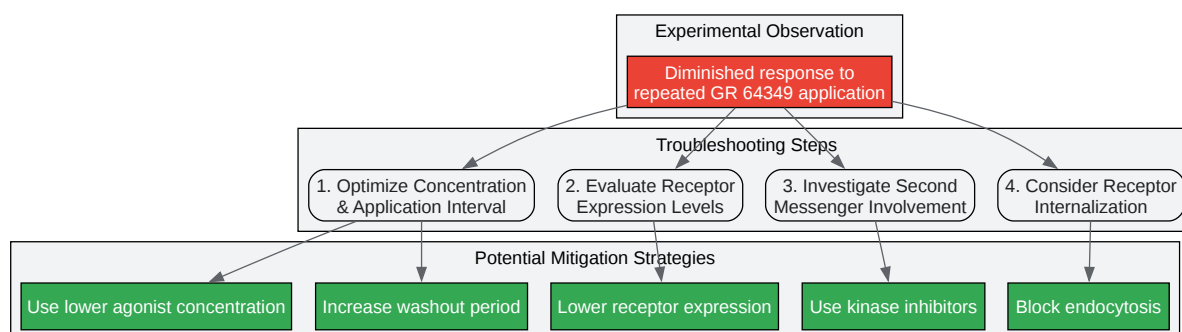 Experimental Observation
Diminished response to
repeated GR 64349 application
Troubleshooting Steps
1. Optimize Concentration
& Application Interval
2. Evaluate Receptor
Expression Levels
3. Investigate Second
Messenger Involvement
4. Consider Receptor
Internalization
Potential Mitigation Strategies
Use lower agonist concentration
Increase washout period
Lower receptor expression
Use kinase inhibitors
Block endocytosis